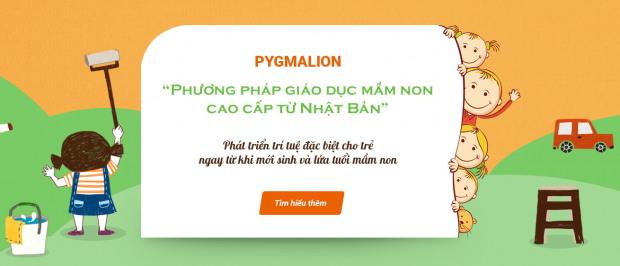 PYGMALION
“PHƯƠNG PHÁP GIÁO DỤC MẦM NON
CAO CẤP TỪ NHẬT BẢN”
Phát triển trí tuệ đặc biệt cho trẻ
ngay từ khi mới sinh và lứa tuổi mầm non
Tìm hiểu thêm